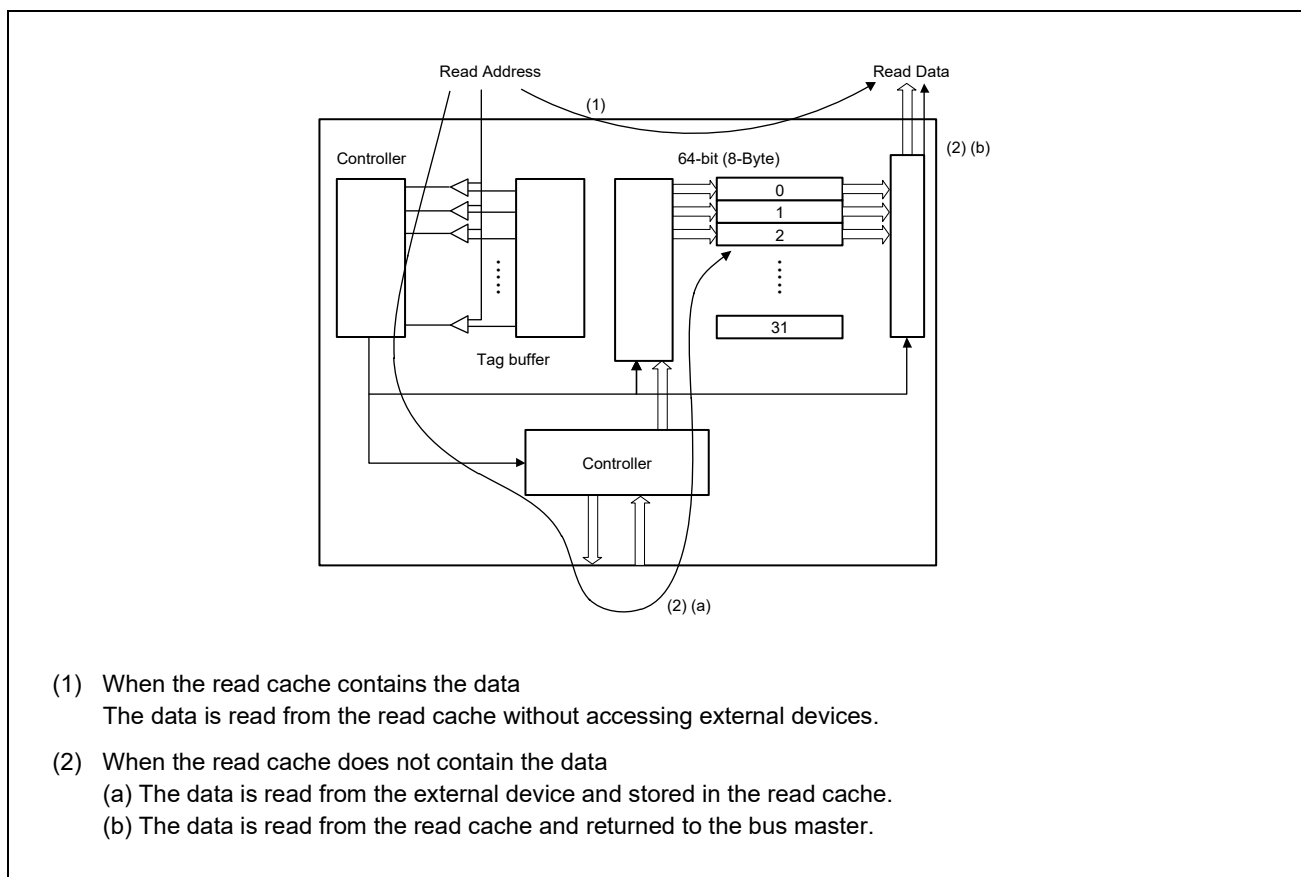 Read Address
Read Data
(1)
(2) (b)
Controller
64-bit (8-Byte)
0
1
2
31
Tag buffer
Controller
(2) (a)
(1) When the read cache contains the data
The data is read from the read cache without accessing external devices.
(2) When the read cache does not contain the data
(a) The data is read from the external device and stored in the read cache.
(b) The data is read from the read cache and returned to the bus master.